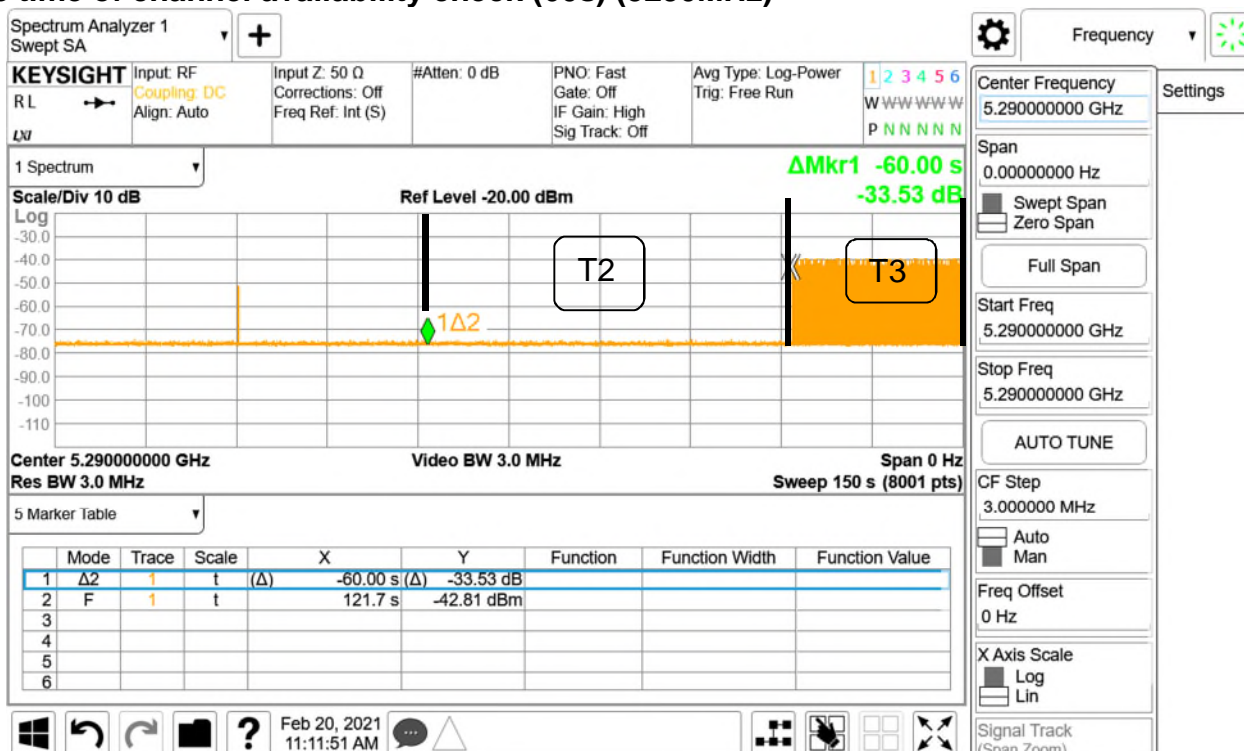 Spectrum Analyzer 1
Swept SA
Frequency
KEYSIGHT
Input: RF
Input Z: 50 Ω
#Atten: 0 dB
PNO: Fast
Avg Type: Log-Power
1 2 3 4 5 6
RL
Coupling: DC
Corrections: Off
Gate: Off
Trig: Free Run
W W W W W W
Align: Auto
Freq Ref: Int (S)
IF Gain: High
Sig Track: Off
P N N N N N
LXI
1 Spectrum
ΔMkr1 -60.00 s
Scale/Div 10 dB
Ref Level -20.00 dBm
-33.53 dB
Log
-30.0
-40.0
-50.0
-60.0
-70.0
-80.0
-90.0
-100
-110
T2
T3
1Δ2
Center 5.290000000 GHz
Video BW 3.0 MHz
Span 0 Hz
Res BW 3.0 MHz
Sweep 150 s (8001 pts)
5 Marker Table
Mode Trace Scale X Y Function Function Width Function Value
1 Δ2 1 t (Δ) -60.00 s (Δ) -33.53 dB
2 F 1 t 121.7 s -42.81 dBm
3
4
5
6
Feb 20, 2021
11:11:51 AM
Center Frequency
5.290000000 GHz
Settings
Span
0.00000000 Hz
Swept Span
Zero Span
Full Span
Start Freq
5.290000000 GHz
Stop Freq
5.290000000 GHz
AUTO TUNE
CF Step
3.000000 MHz
Auto
Man
Freq Offset
0 Hz
X Axis Scale
Log
Lin
Signal Track
(Span Zoom)